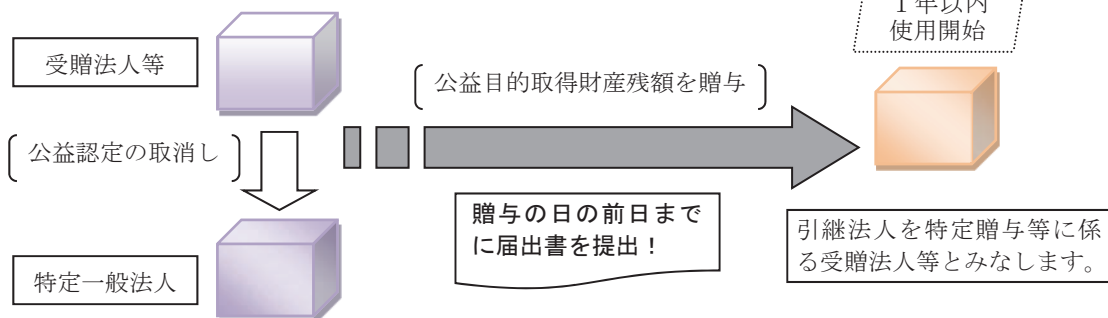 １年以内
使用開始
受贈法人等
公益目的取得財産残額を贈与
公益認定の取消し
贈与の日の前日まで
に届出書を提出！
引継法人を特定贈与等に係
る受贈法人等とみなします。
特定一般法人